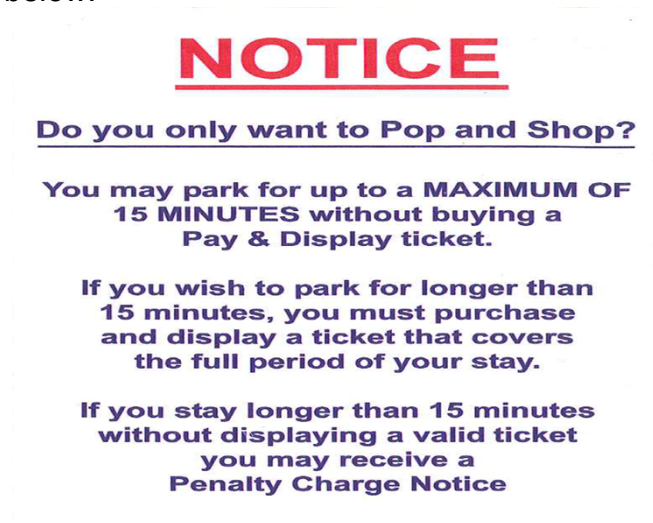 below.
NOTICE
Do you only want to Pop and Shop?
You may park for up to a MAXIMUM OF
15 MINUTES without buying a
Pay & Display ticket.
If you wish to park for longer than
15 minutes, you must purchase
and display a ticket that covers
the full period of your stay.
If you stay longer than 15 minutes
without displaying a valid ticket
you may receive a
Penalty Charge Notice